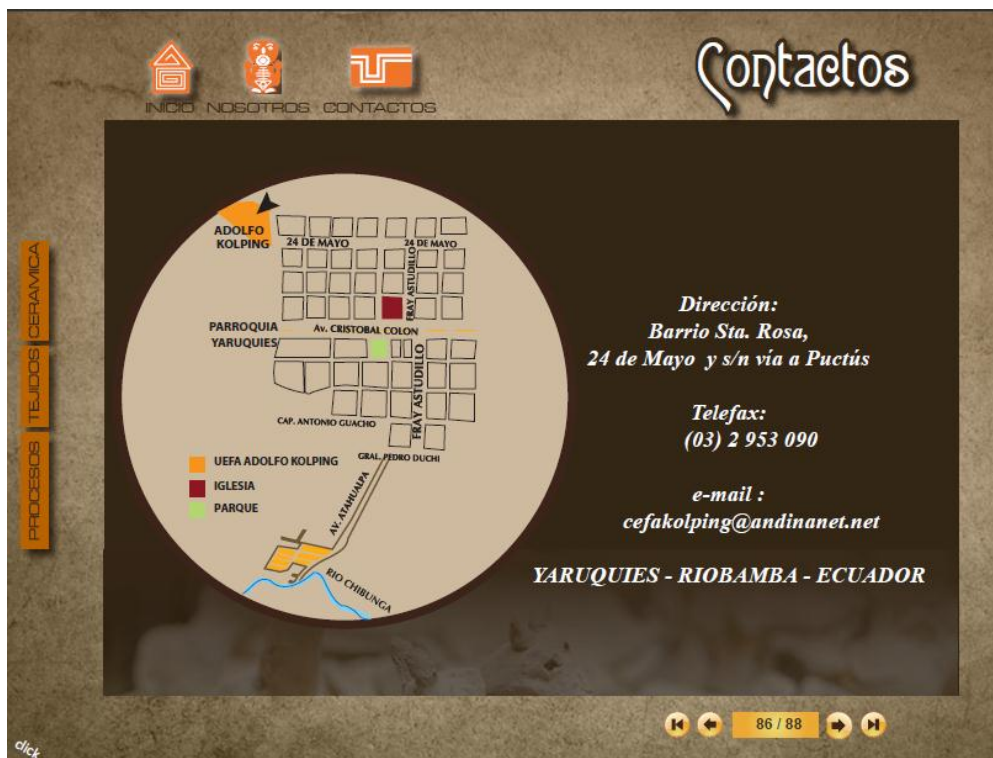 INICIO NOSOTROS CONTACTOS
Contactos
CERAMICA
TEJIDOS
PROCESOS
ADOLFO
KOLPING
24 DE MAYO
24 DE MAYO
FRAY ASTUDILLO
PARROQUIA
YARUQUIES
Av. CRISTOBAL COLON
FRAY ASTUDILLO
CAP. ANTONIO GUACHO
GRAL. PEDRO DUCHI
UEFA ADOLFO KOLPING
IGLESIA
PARQUE
AV. ATAHUALPA
RIO CHIBUNGA
Dirección:
Barrio Sta. Rosa,
24 de Mayo y s/n vía a Puctús
Telefax:
(03) 2 953 090
e-mail :
cefakolping@andinanet.net
YARUQUIES - RIOBAMBA - ECUADOR
86 / 88
click